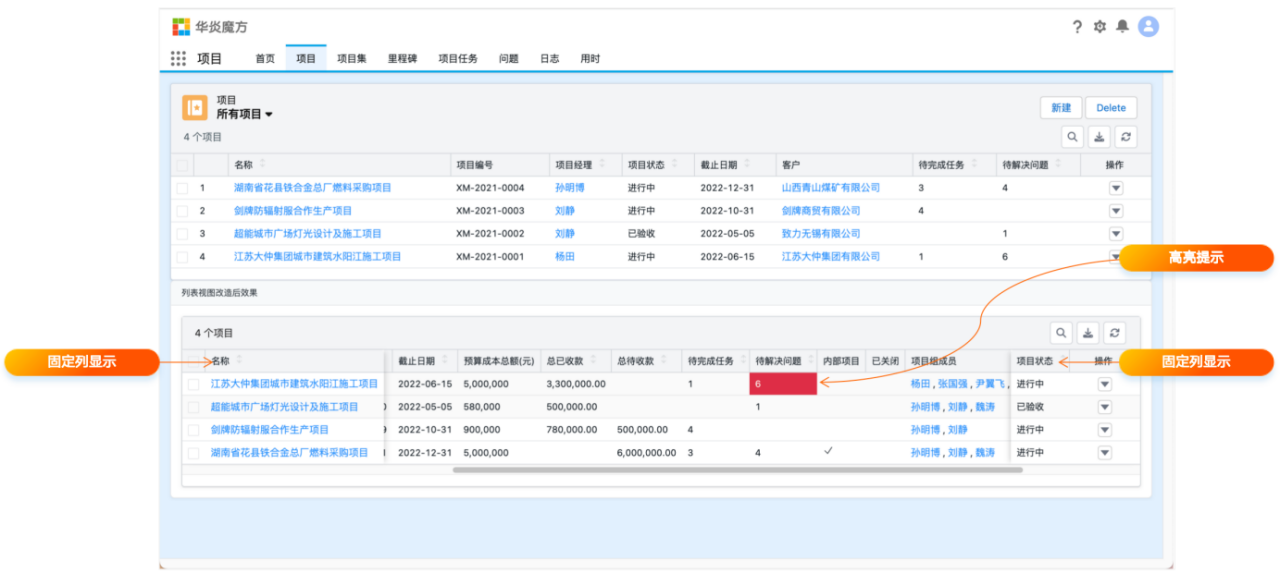 华炎魔方
项目 首页 项目 项目集 里程碑 项目任务 问题 日志 用时
项目
所有项目
新建 Delete
4 个项目
名称 项目编号 项目经理 项目状态 截止日期 客户 待完成任务 待解决问题 操作
1 湖南省花县铁合金总厂燃料采购项目 XM-2021-0004 孙明博 进行中 2022-12-31 山西青山煤矿有限公司 3 4
2 剑牌防辐射服合作生产项目 XM-2021-0003 刘静 进行中 2022-10-31 剑牌商贸有限公司 4
3 超能城市广场灯光设计及施工项目 XM-2021-0002 刘静 已验收 2022-05-05 致力无锡有限公司 1
4 江苏大仲集团城市建筑水阳江施工项目 XM-2021-0001 杨田 进行中 2022-06-15 江苏大仲集团有限公司 1 6
高亮提示
列表视图改造后效果
4 个项目
固定列显示
名称 截止日期 预算成本总额(元) 总已收款 总待收款 待完成任务 待解决问题 内部项目 已关闭 项目组成员 项目状态 操作
固定列显示
江苏大仲集团城市建筑水阳江施工项目 2022-06-15 5,000,000 3,300,000.00 1 6 杨田 , 张国强 , 尹翼飞 , 进行中
超能城市广场灯光设计及施工项目 2022-05-05 580,000 500,000.00 1 孙明博 , 刘静 , 魏涛 已验收
剑牌防辐射服合作生产项目 2022-10-31 900,000 780,000.00 500,000.00 4 孙明博 , 刘静 进行中
湖南省花县铁合金总厂燃料采购项目 2022-12-31 5,000,000 6,000,000.00 3 4 孙明博 , 刘静 , 魏涛 进行中